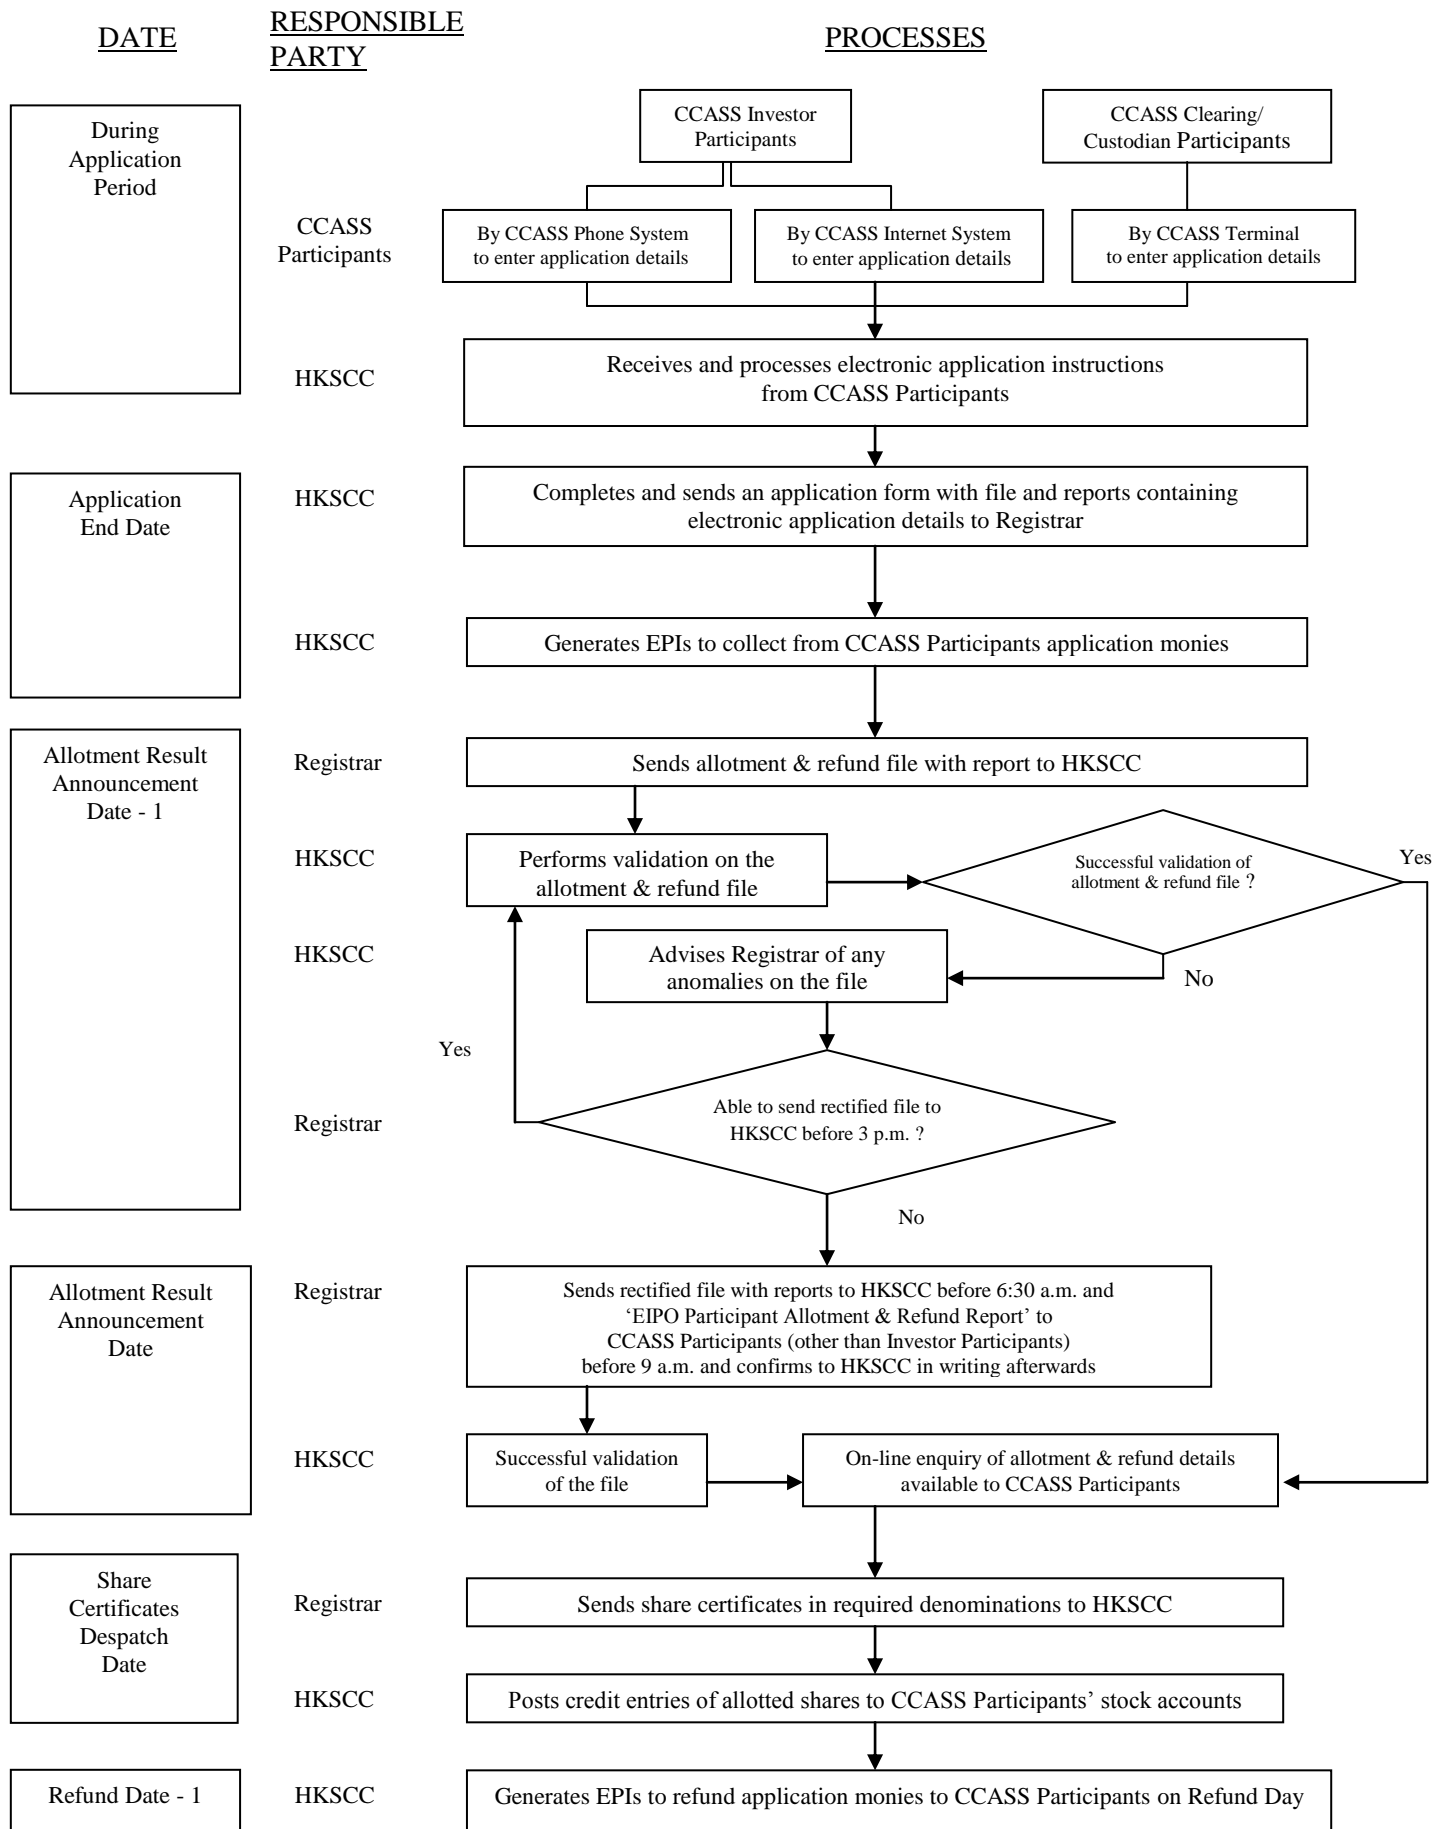 DATE
RESPONSIBLE
PARTY
PROCESSES
During
Application
Period
CCASS Investor
Participants
CCASS Clearing/
Custodian Participants
CCASS
Participants
By CCASS Phone System
to enter application details
By CCASS Internet System
to enter application details
By CCASS Terminal
to enter application details
HKSCC
Receives and processes electronic application instructions
from CCASS Participants
Application
End Date
HKSCC
Completes and sends an application form with file and reports containing
electronic application details to Registrar
HKSCC
Generates EPIs to collect from CCASS Participants application monies
Allotment Result
Announcement
Date - 1
Registrar
Sends allotment & refund file with report to HKSCC
HKSCC
Performs validation on the
allotment & refund file
Successful validation of
allotment & refund file ?
Yes
HKSCC
Advises Registrar of any
anomalies on the file
No
Yes
Registrar
Able to send rectified file to
HKSCC before 3 p.m. ?
No
Allotment Result
Announcement
Date
Registrar
Sends rectified file with reports to HKSCC before 6:30 a.m. and
‘EIPO Participant Allotment & Refund Report’ to
CCASS Participants (other than Investor Participants)
before 9 a.m. and confirms to HKSCC in writing afterwards
HKSCC
Successful validation
of the file
On-line enquiry of allotment & refund details
available to CCASS Participants
Share
Certificates
Despatch
Date
Registrar
Sends share certificates in required denominations to HKSCC
HKSCC
Posts credit entries of allotted shares to CCASS Participants’ stock accounts
Refund Date - 1
HKSCC
Generates EPIs to refund application monies to CCASS Participants on Refund Day